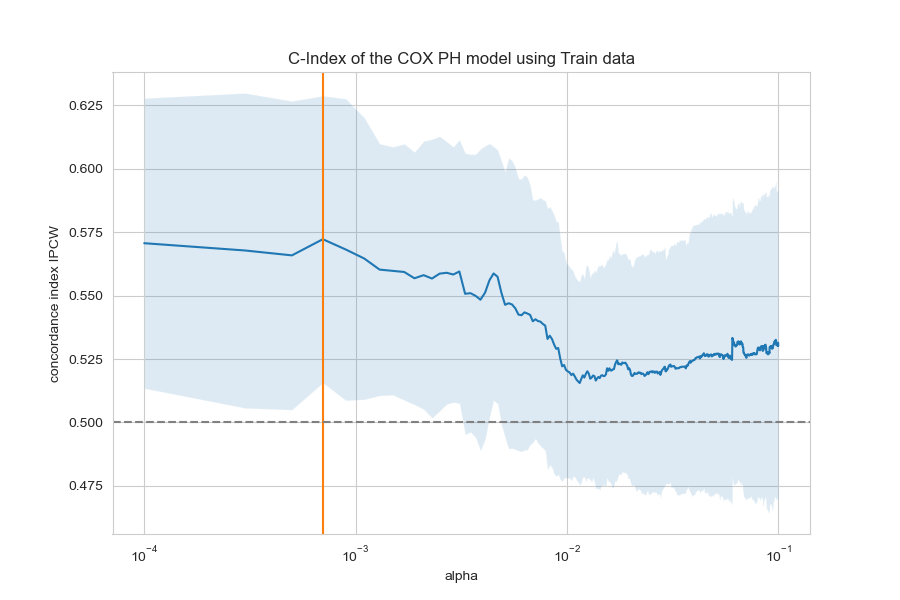 C-Index of the COX PH model using Train data
concordance index IPCW
0.625
0.600
0.575
0.550
0.525
0.500
0.475
10⁻⁴ 10⁻³ 10⁻² 10⁻¹
alpha